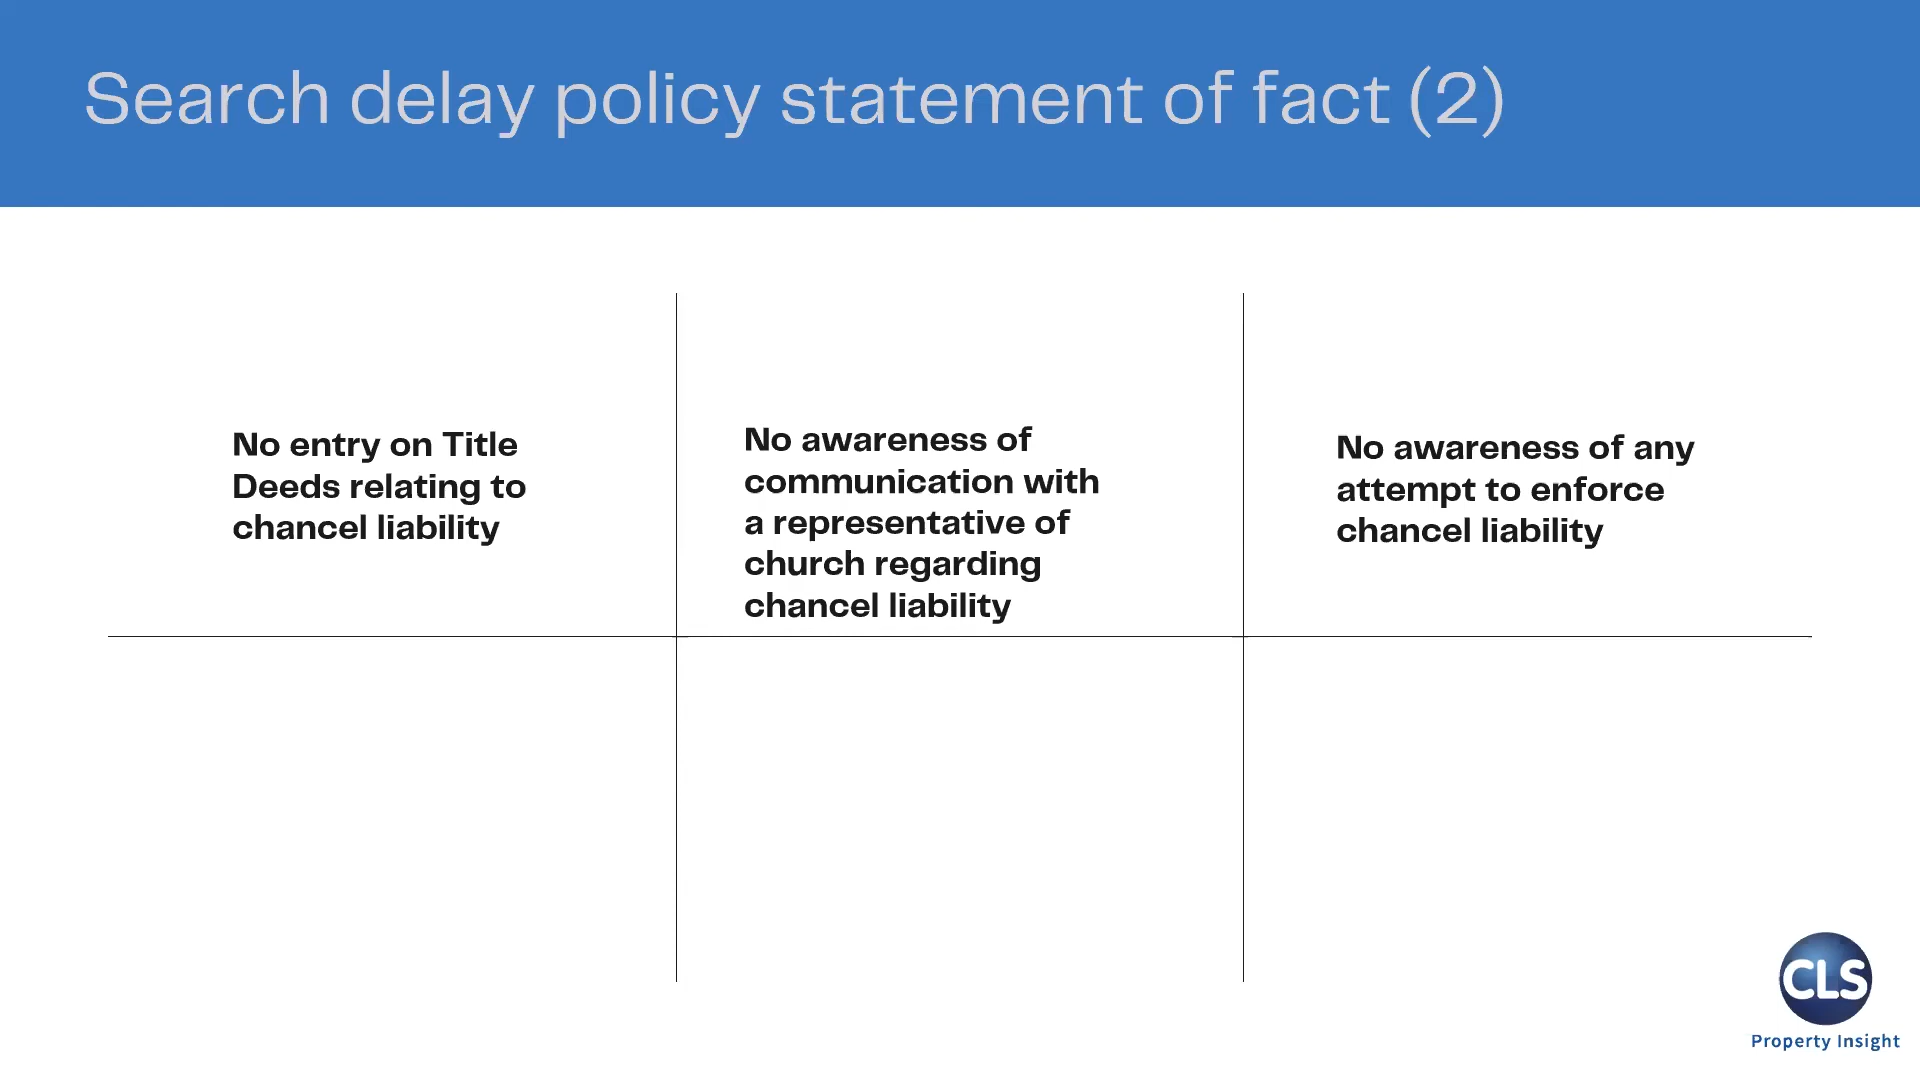 Search delay policy statement of fact (2)
No entry on Title
Deeds relating to
chancel liability
No awareness of
communication with
a representative of
church regarding
chancel liability
No awareness of any
attempt to enforce
chancel liability
CLS
Property Insight